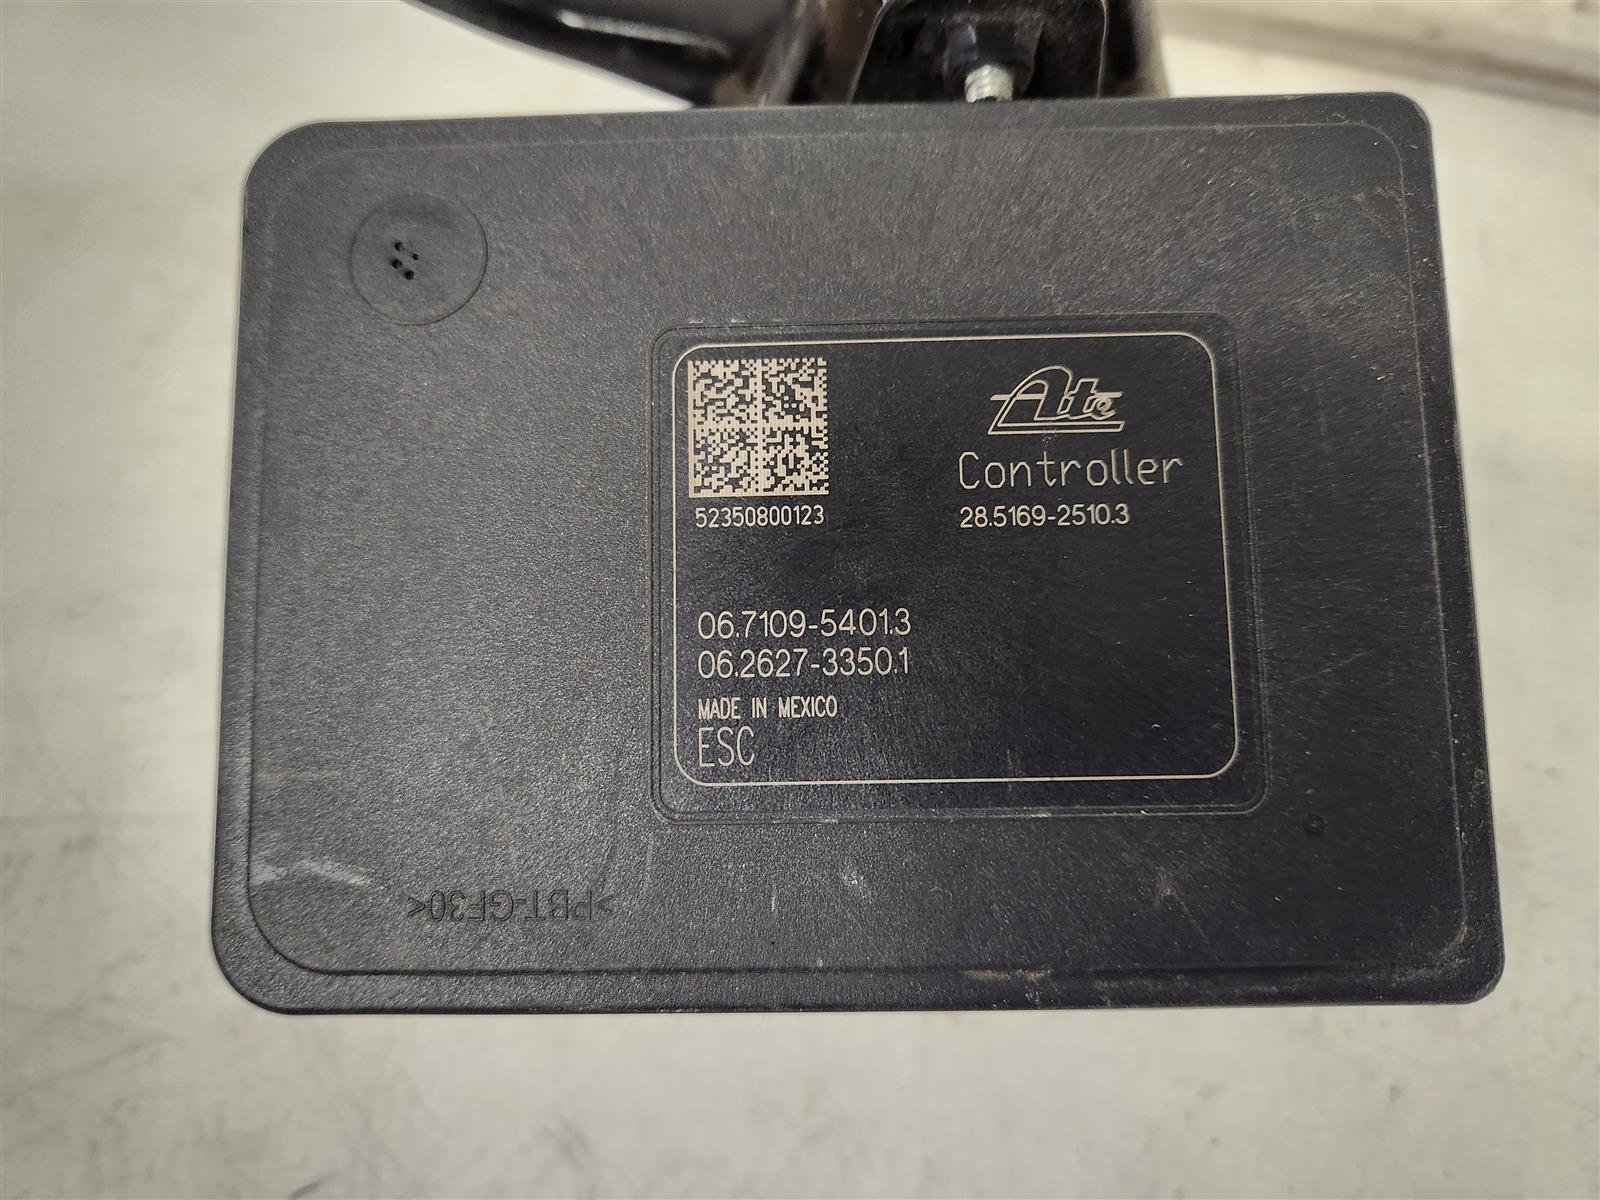 Ate
Controller
52350800123
28.5169-2510.3
06.7109-5401.3
06.2627-3350.1
MADE IN MEXICO
ESC
>PBT-GF30<